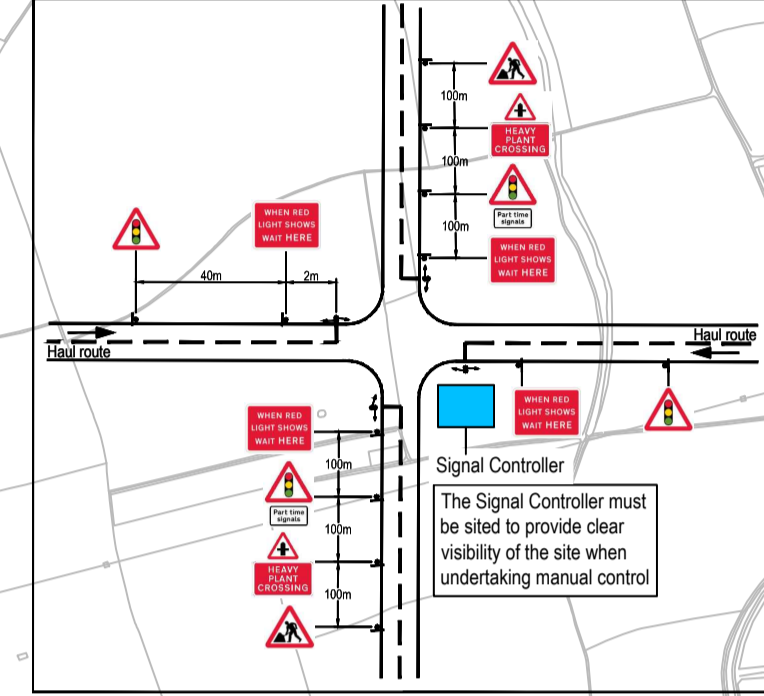 100m
HEAVY
PLANT
CROSSING
100m
Part time
signals
100m
WHEN RED
LIGHT SHOWS
WAIT HERE
WHEN RED
LIGHT SHOWS
WAIT HERE
40m
2m
Haul route
Haul route
WHEN RED
LIGHT SHOWS
WAIT HERE
Signal Controller
The Signal Controller must
be sited to provide clear
visibility of the site when
undertaking manual control
WHEN RED
LIGHT SHOWS
WAIT HERE
100m
Part time
signals
100m
HEAVY
PLANT
CROSSING
100m